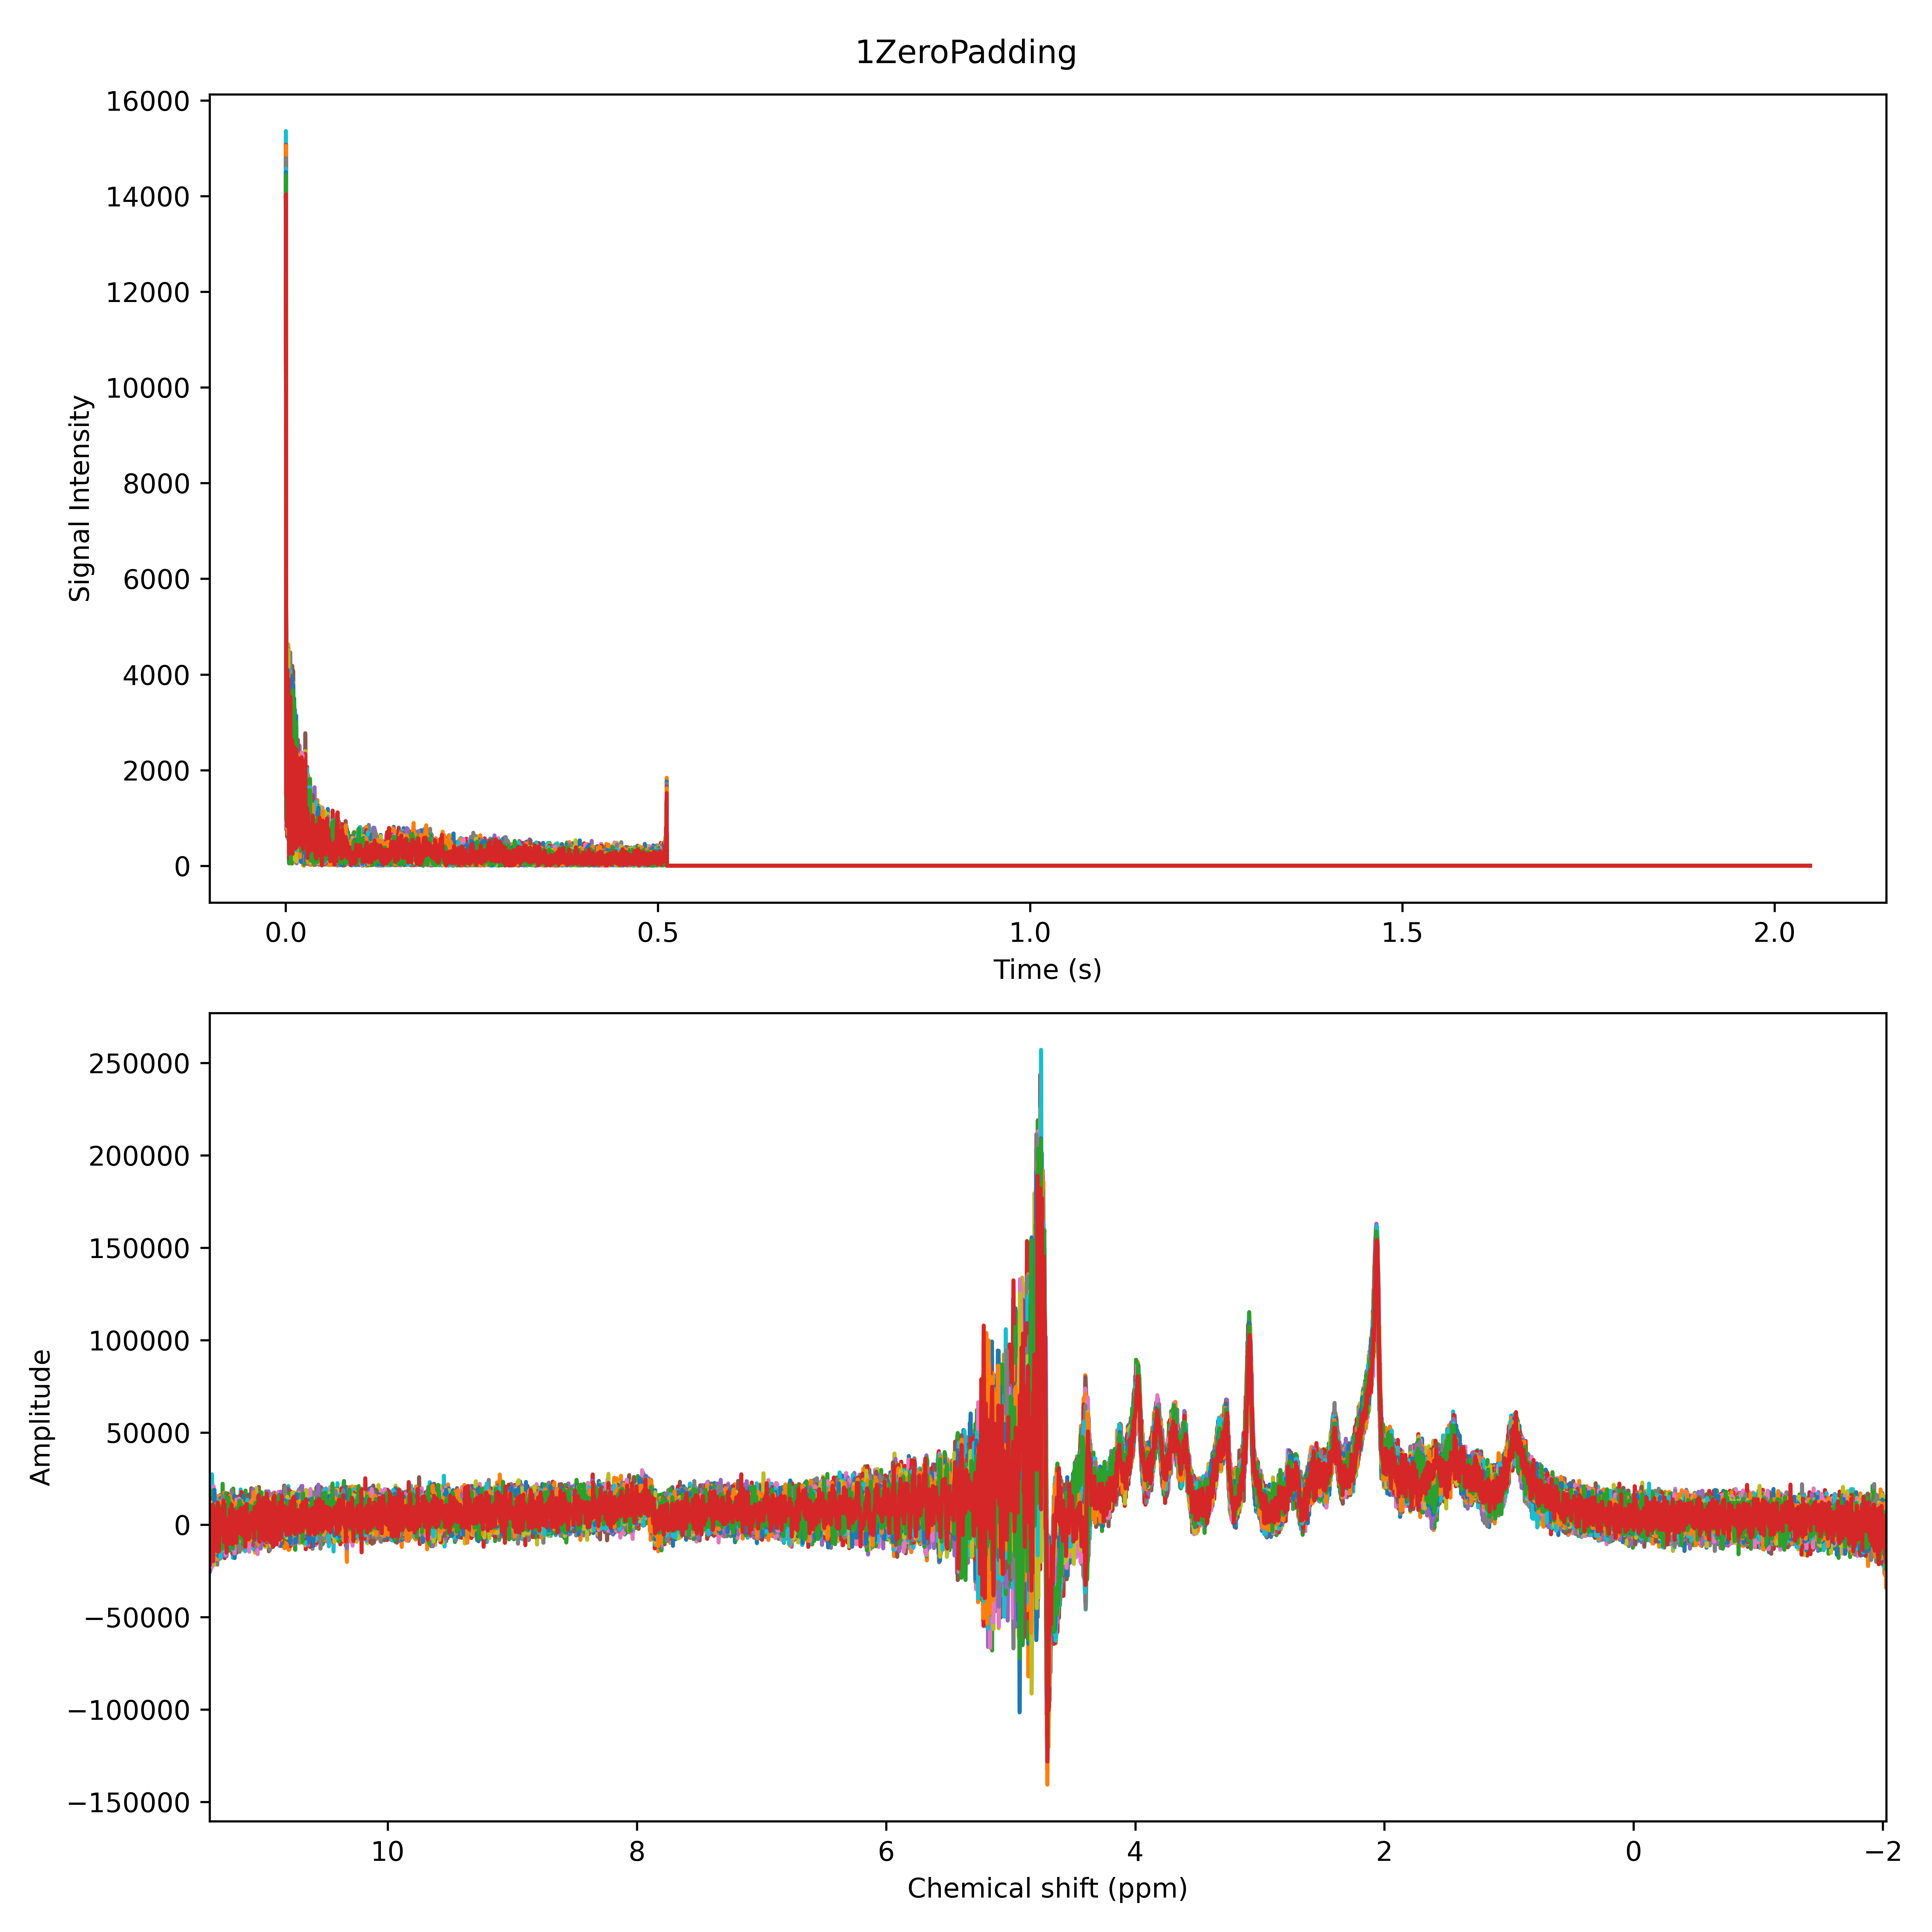 1ZeroPadding
16000
14000
12000
10000
8000
6000
4000
2000
0
Signal Intensity
0.0 0.5 1.0 1.5 2.0
Time (s)
250000
200000
150000
100000
50000
0
−50000
−100000
−150000
Amplitude
10 8 6 4 2 0 −2
Chemical shift (ppm)